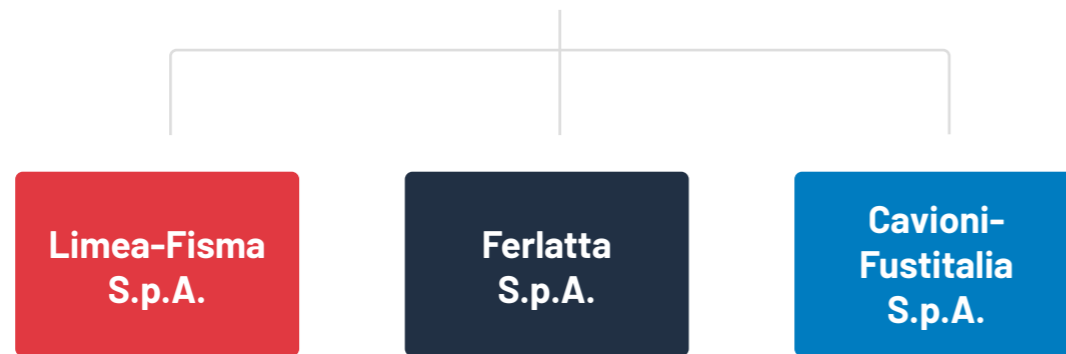 Limea-Fisma
S.p.A.
Ferlatta
S.p.A.
Cavioni-
Fustitalia
S.p.A.